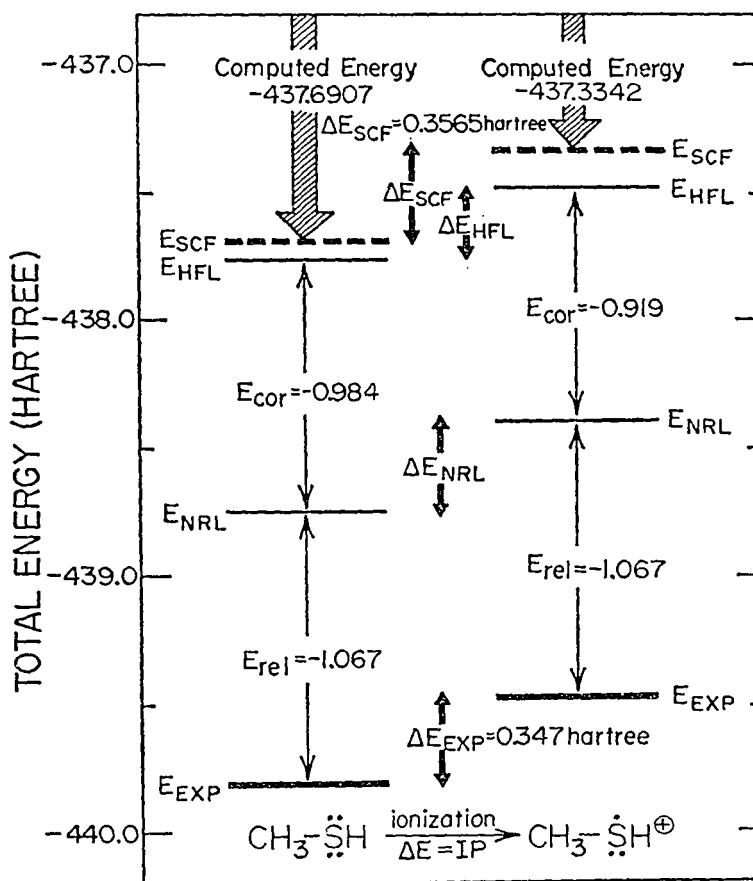 TOTAL ENERGY (HARTREE)
-437.0
-438.0
-439.0
-440.0
Computed Energy
-437.6907
Computed Energy
-437.3342
ΔE_SCF=0.3565 hartree
E_SCF
E_HFL
ΔE_SCF
ΔE_HFL
E_SCF
E_HFL
E_cor=-0.984
E_cor=-0.919
E_NRL
ΔE_NRL
E_NRL
E_rel=-1.067
E_rel=-1.067
E_EXP
ΔE_EXP=0.347 hartree
E_EXP
CH₃-S̈H
ionization
ΔE=IP
CH₃-ṠH⊕